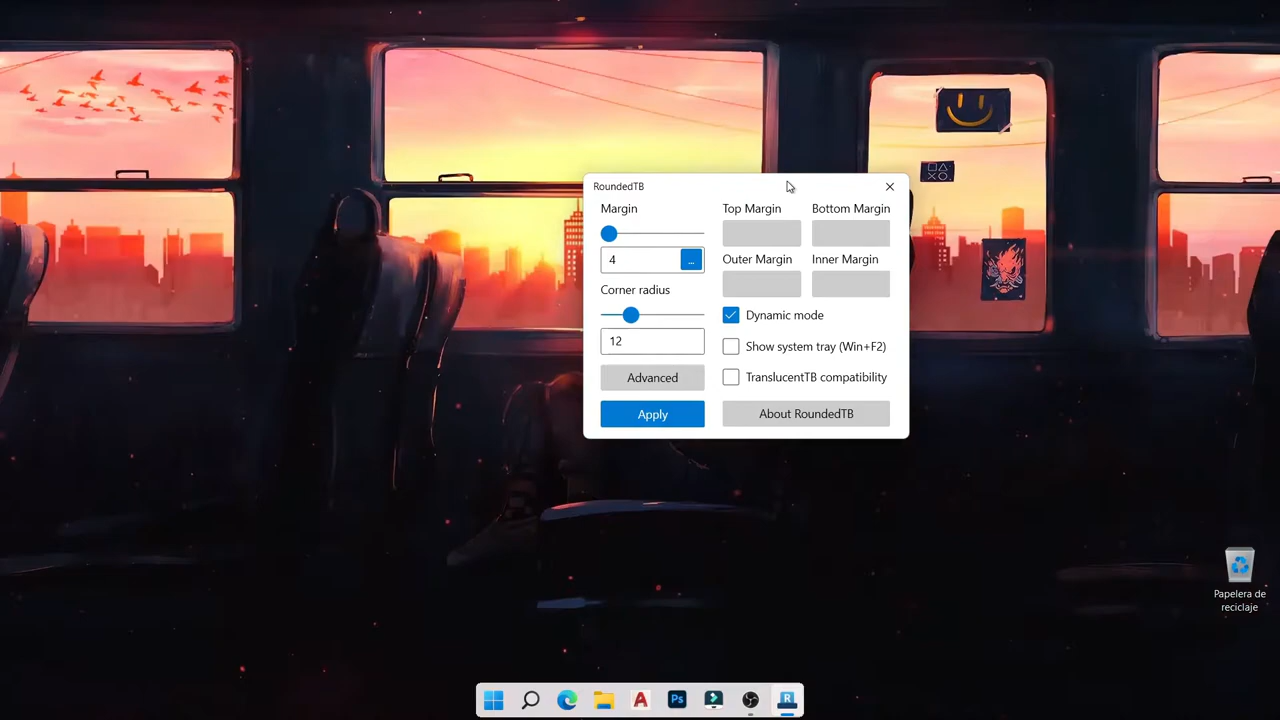 RoundedTB
Margin
Top Margin
Bottom Margin
4
...
Outer Margin
Inner Margin
Corner radius
12
Dynamic mode
Show system tray (Win+F2)
TranslucentTB compatibility
Advanced
Apply
About RoundedTB
Papelera de
reciclaje
A
Ps
R